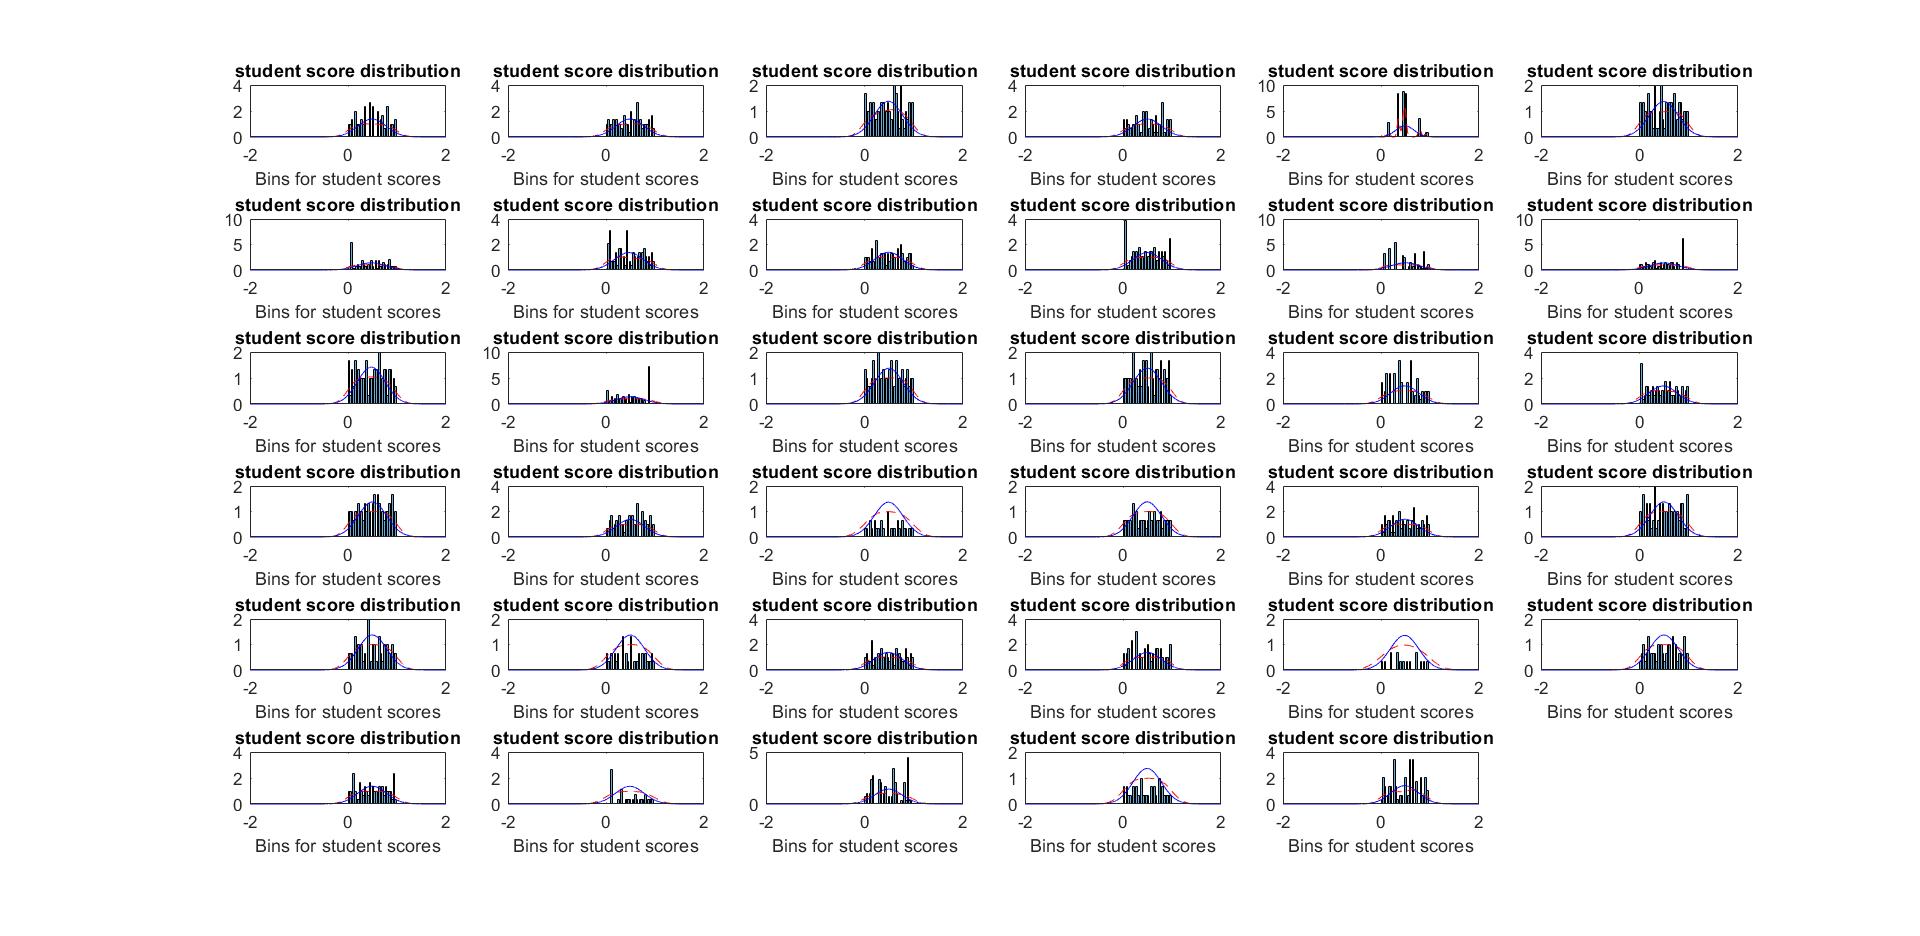 student score distribution student score distribution student score distribution student score distribution student score distribution student score distribution
4 4 2 4 10 2
2 2 1 2 5 1
0 0 0 0 0 0
-2 0 2 -2 0 2 -2 0 2 -2 0 2 -2 0 2 -2 0 2
Bins for student scores Bins for student scores Bins for student scores Bins for student scores Bins for student scores Bins for student scores
student score distribution student score distribution student score distribution student score distribution student score distribution student score distribution
10 4 4 4 10 10
5 2 2 2 5 5
0 0 0 0 0 0
-2 0 2 -2 0 2 -2 0 2 -2 0 2 -2 0 2 -2 0 2
Bins for student scores Bins for student scores Bins for student scores Bins for student scores Bins for student scores Bins for student scores
student score distribution student score distribution student score distribution student score distribution student score distribution student score distribution
2 10 2 2 4 4
1 5 1 1 2 2
0 0 0 0 0 0
-2 0 2 -2 0 2 -2 0 2 -2 0 2 -2 0 2 -2 0 2
Bins for student scores Bins for student scores Bins for student scores Bins for student scores Bins for student scores Bins for student scores
student score distribution student score distribution student score distribution student score distribution student score distribution student score distribution
2 4 2 2 4 2
1 2 1 1 2 1
0 0 0 0 0 0
-2 0 2 -2 0 2 -2 0 2 -2 0 2 -2 0 2 -2 0 2
Bins for student scores Bins for student scores Bins for student scores Bins for student scores Bins for student scores Bins for student scores
student score distribution student score distribution student score distribution student score distribution student score distribution student score distribution
2 2 4 4 2 2
1 1 2 2 1 1
0 0 0 0 0 0
-2 0 2 -2 0 2 -2 0 2 -2 0 2 -2 0 2 -2 0 2
Bins for student scores Bins for student scores Bins for student scores Bins for student scores Bins for student scores Bins for student scores
student score distribution student score distribution student score distribution student score distribution student score distribution
4 4 5 2 4
2 2 1 2
0 0 0 0 0
-2 0 2 -2 0 2 -2 0 2 -2 0 2 -2 0 2
Bins for student scores Bins for student scores Bins for student scores Bins for student scores Bins for student scores